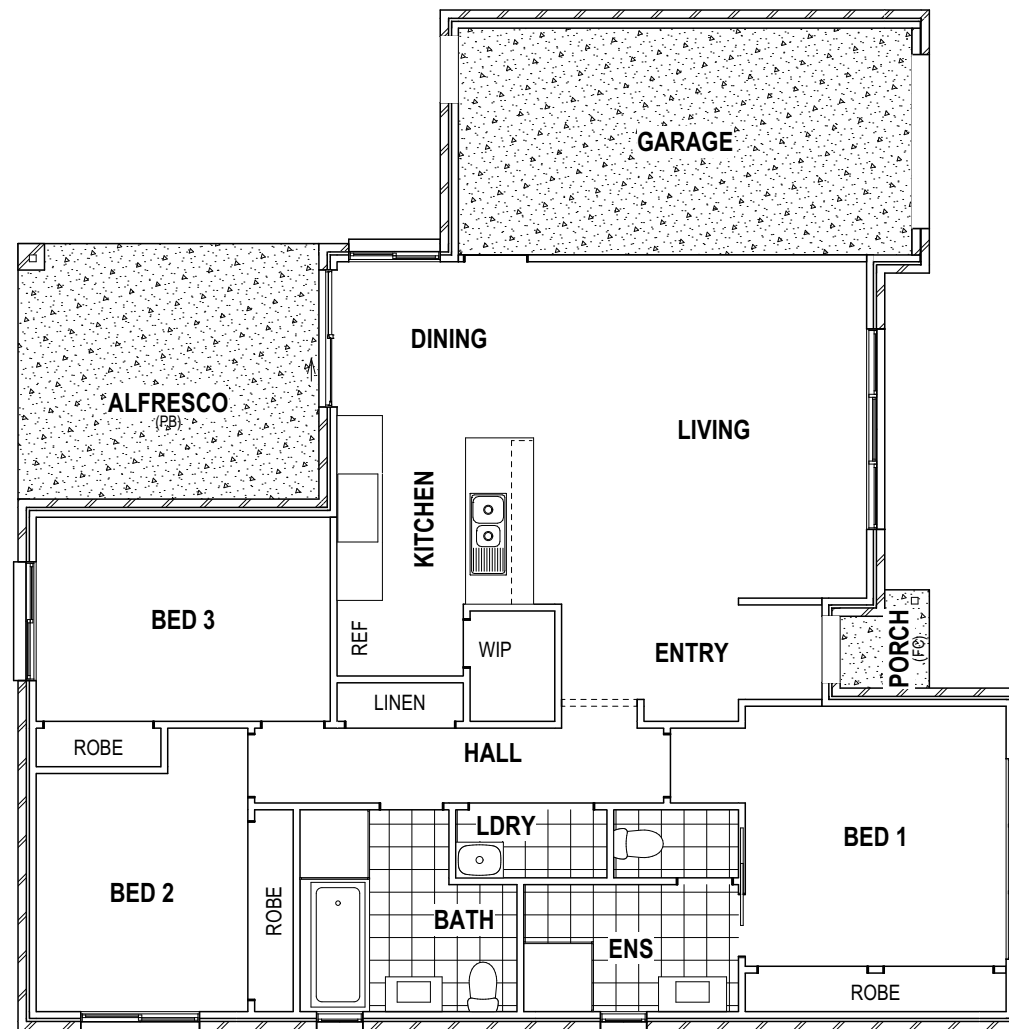 GARAGE
DINING
ALFRESCO
(PB)
LIVING
KITCHEN
BED 3
REF
WIP
ENTRY
PORCH
(FC)
LINEN
ROBE
HALL
LDRY
BED 1
BED 2
ROBE
BATH
ENS
ROBE